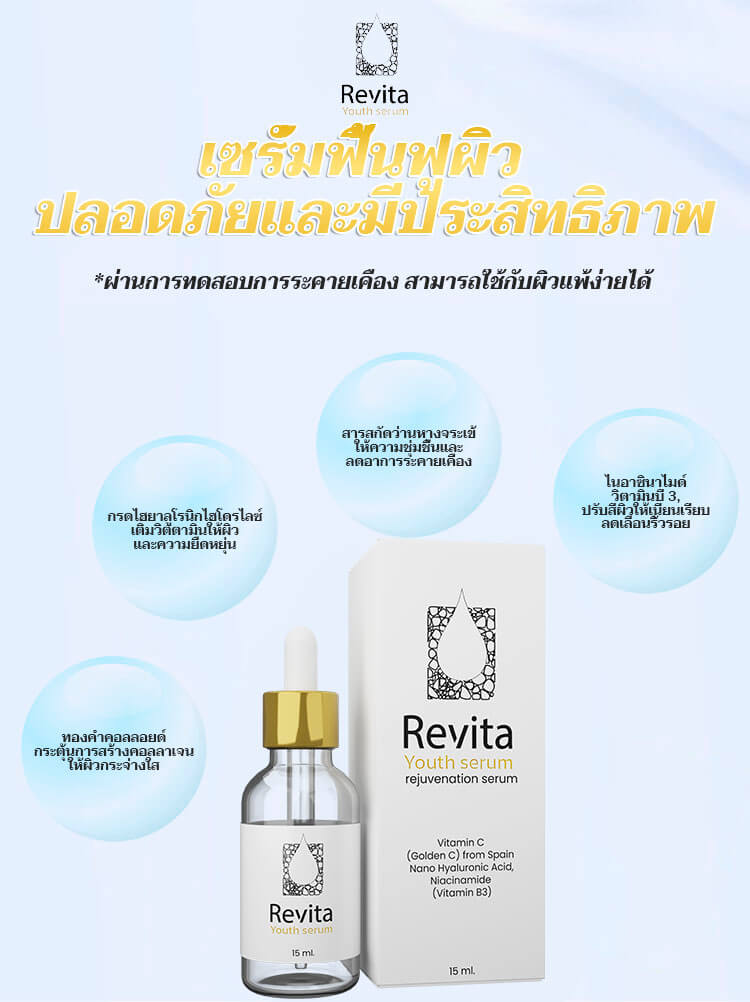 Revita
Youth serum
เซรั่มฟื้นฟูผิว
ปลอดภัยและมีประสิทธิภาพ
*ผ่านการทดสอบการระคายเคือง สามารถใช้กับผิวแพ้ง่ายได้
สารสกัดว่านหางจระเข้
ให้ความชุ่มชื้นและ
ลดอาการระคายเคือง
ไนอาซินาไมด์
วิตามินบี 3,
ปรับสีผิวให้เนียนเรียบ
ลดเลือนริ้วรอย
กรดไฮยาลูโรนิกไฮโดรไลซ์
เติมวิตตามินให้ผิว
และความยืดหยุ่น
ทองคำคอลลอยด์
กระตุ้นการสร้างคอลลาเจน
ให้ผิวกระจ่างใส
Revita
Youth serum
rejuvenation serum
Vitamin C
(Golden C) from Spain
Nano Hyaluronic Acid,
Niacinamide
(Vitamin B3)
15 ml.
Revita
Youth serum
15 ml.